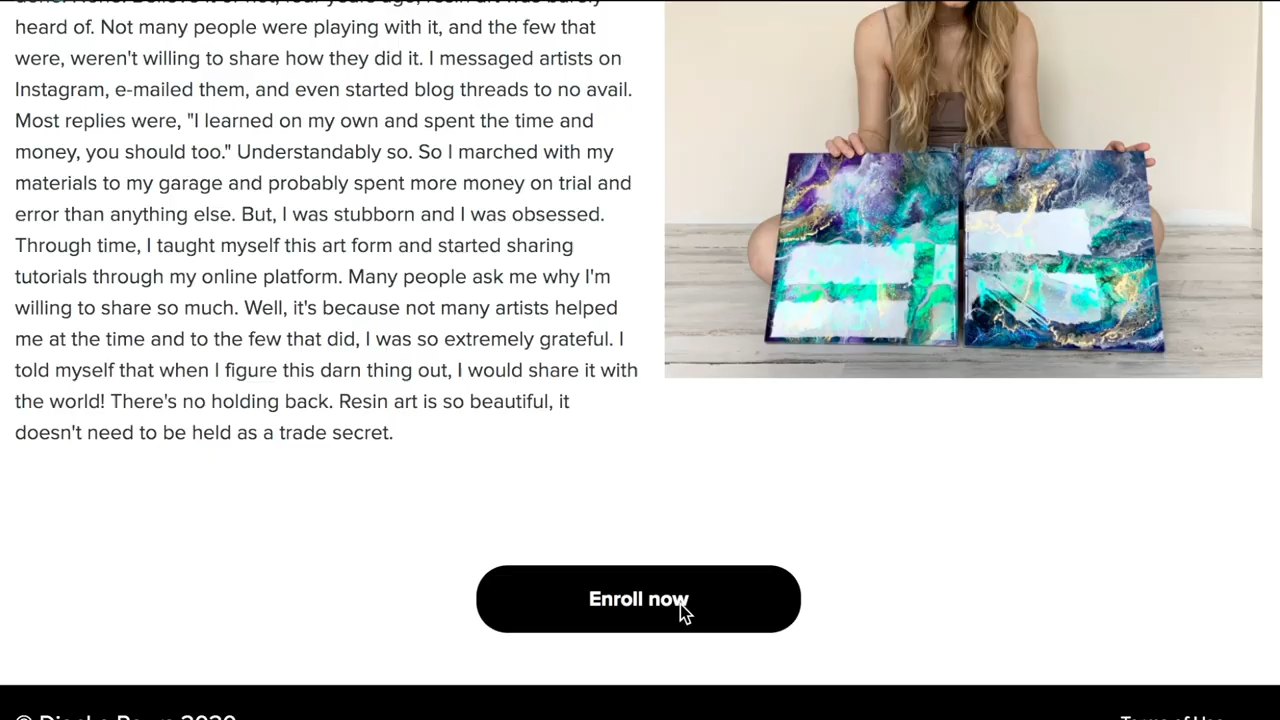 heard of. Not many people were playing with it, and the few that
were, weren't willing to share how they did it. I messaged artists on
Instagram, e-mailed them, and even started blog threads to no avail.
Most replies were, "I learned on my own and spent the time and
money, you should too." Understandably so. So I marched with my
materials to my garage and probably spent more money on trial and
error than anything else. But, I was stubborn and I was obsessed.
Through time, I taught myself this art form and started sharing
tutorials through my online platform. Many people ask me why I'm
willing to share so much. Well, it's because not many artists helped
me at the time and to the few that did, I was so extremely grateful. I
told myself that when I figure this darn thing out, I would share it with
the world! There's no holding back. Resin art is so beautiful, it
doesn't need to be held as a trade secret.
Enroll now